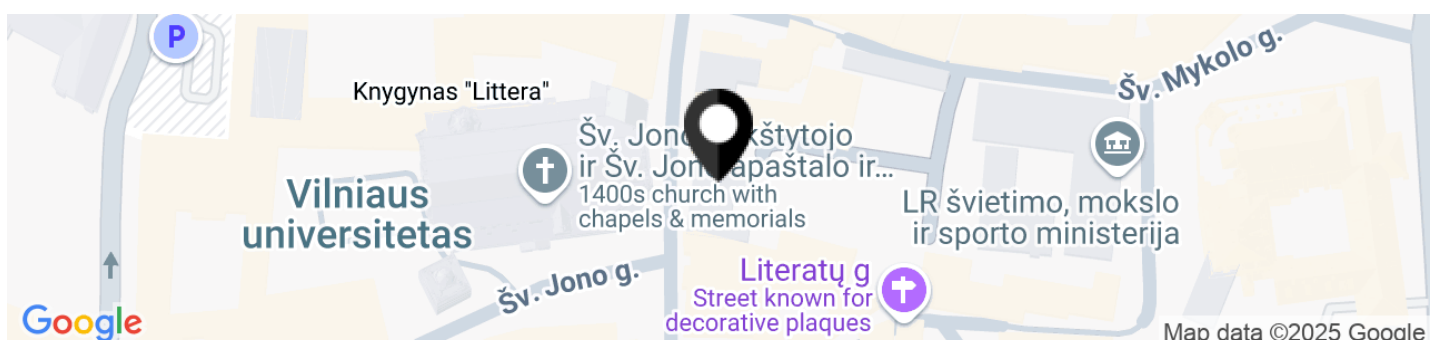 P
Šv. Mykolo g.
Knygynas "Littera"
Šv. Jono kštytojo
ir Šv. Jon apaštalo ir...
1400s church with
chapels & memorials
Vilniaus
universitetas
LR švietimo, mokslo
ir sporto ministerija
Šv. Jono g.
Literatų g
Street known for
decorative plaques
Google
Map data ©2025 Google